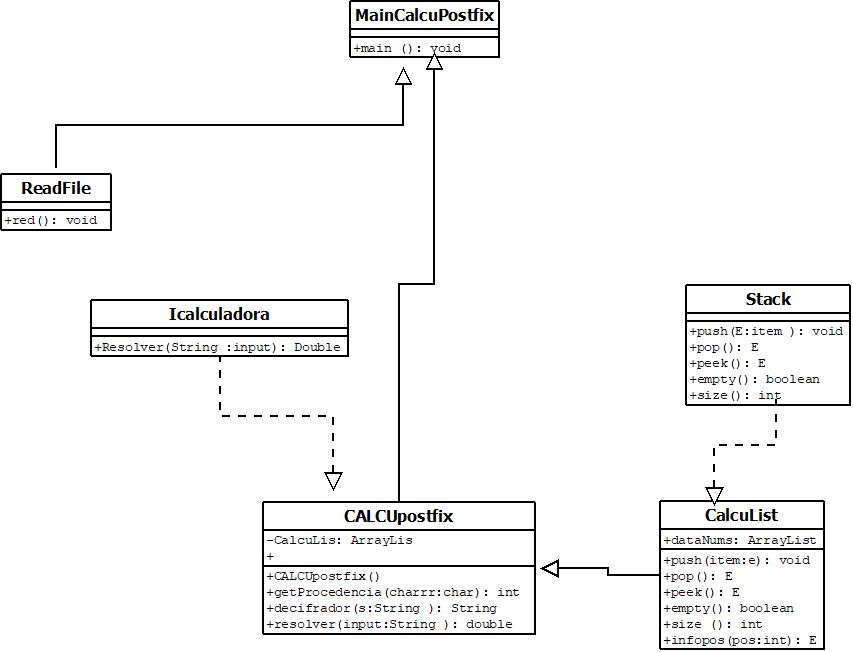 MainCalcuPostfix
+main (): void
ReadFile
+red(): void
Icalculadora
+Resolver(String :input): Double
Stack
+push(E:item ): void
+pop(): E
+peek(): E
+empty(): boolean
+size(): int
CALCUpostfix
-CalcuLis: ArrayLis
+
+CALCUpostfix()
+getProcedencia(charrr:char): int
+decifrador(s:String ): String
+resolver(input:String ): double
CalcuList
+dataNums: ArrayList
+push(item:e): void
+pop(): E
+peek(): E
+empty(): boolean
+size (): int
+infopos(pos:int): E